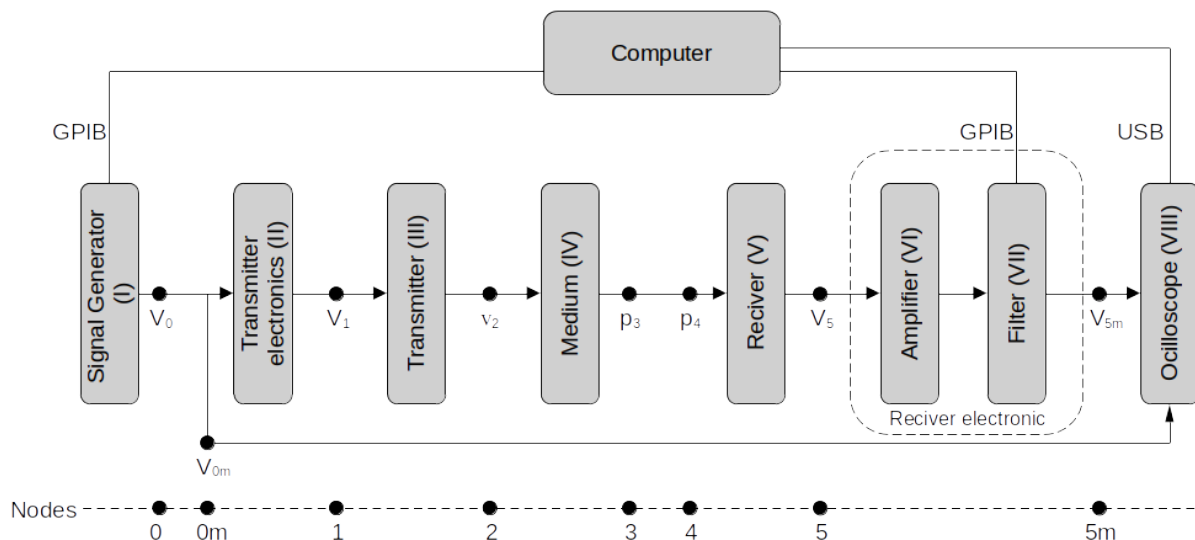 Computer
GPIB
GPIB
USB
Signal Generator
(I)
Transmitter
electronics (II)
Transmitter (III)
Medium (IV)
Reciver (V)
Amplifier (VI)
Filter (VII)
Ocilloscope (VIII)
V₀
V₁
v₂
p₃
p₄
V₅
V₅ₘ
Reciver electronic
V₀ₘ
Nodes
0
0m
1
2
3
4
5
5m